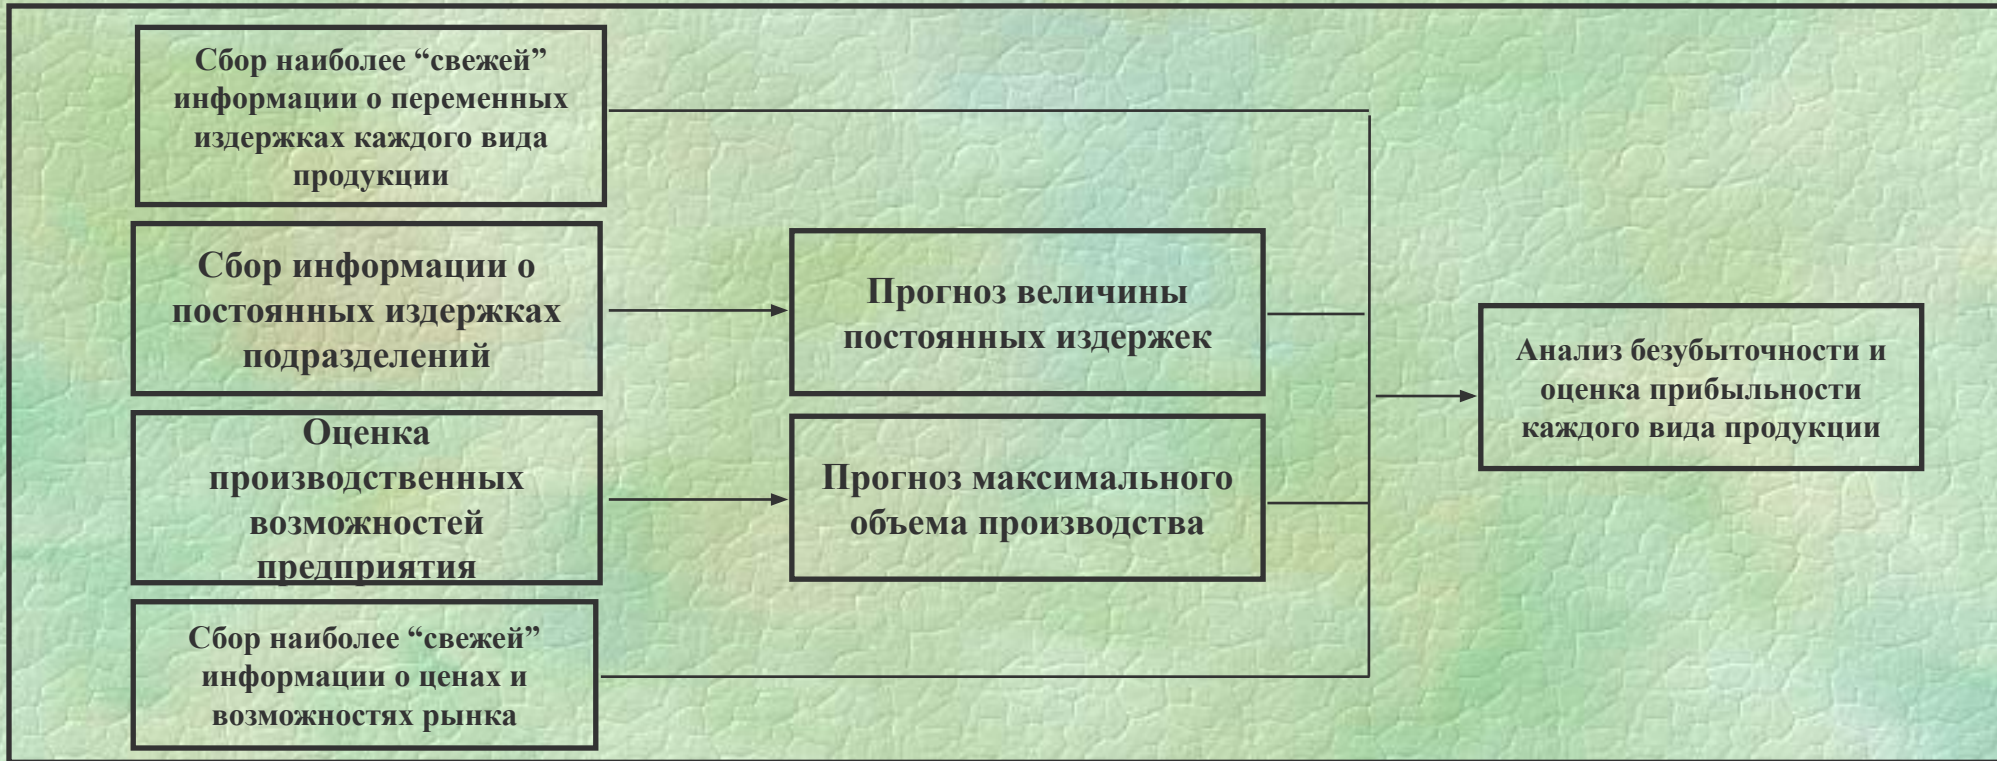 Сбор наиболее “свежей”
информации о переменных
издержках каждого вида
продукции
Сбор информации о
постоянных издержках
подразделений
Прогноз величины
постоянных издержек
Оценка
производственных
возможностей
предприятия
Прогноз максимального
объема производства
Сбор наиболее “свежей”
информации о ценах и
возможностях рынка
Анализ безубыточности и
оценка прибыльности
каждого вида продукции